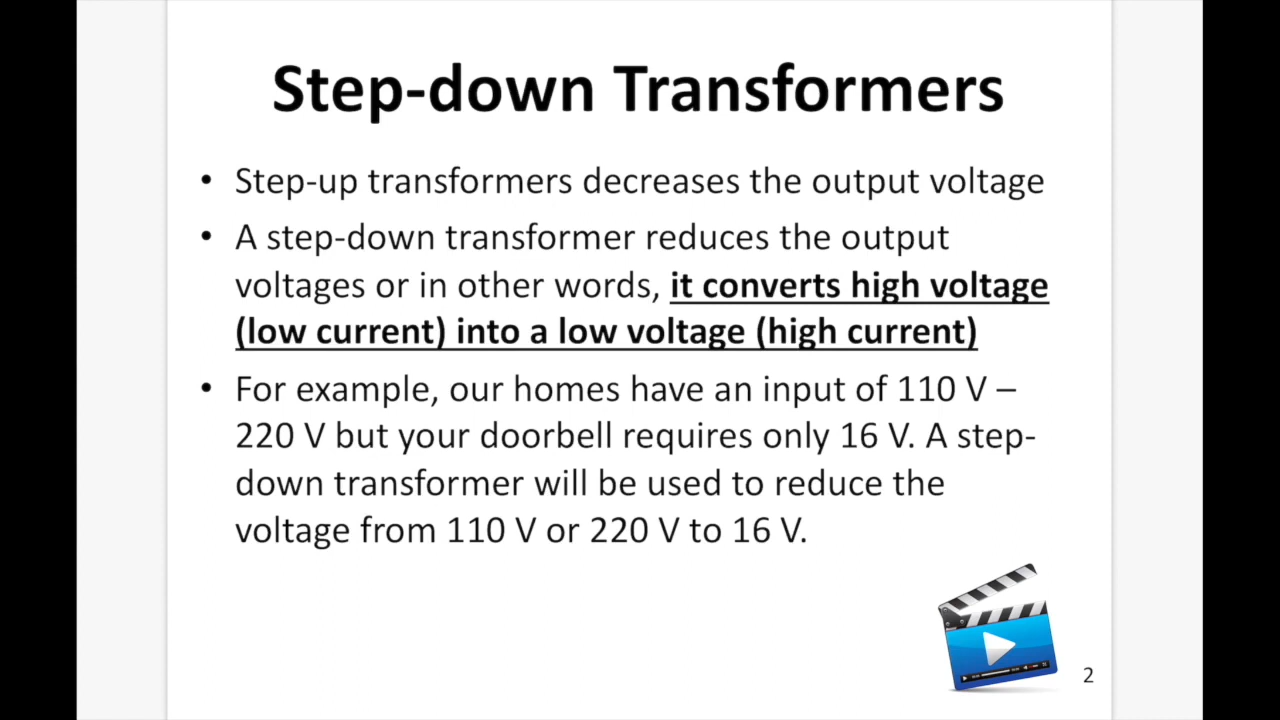 Step-down Transformers
• Step-up transformers decreases the output voltage
• A step-down transformer reduces the output
voltages or in other words, it converts high voltage
(low current) into a low voltage (high current)
• For example, our homes have an input of 110 V –
220 V but your doorbell requires only 16 V. A step-
down transformer will be used to reduce the
voltage from 110 V or 220 V to 16 V.
2